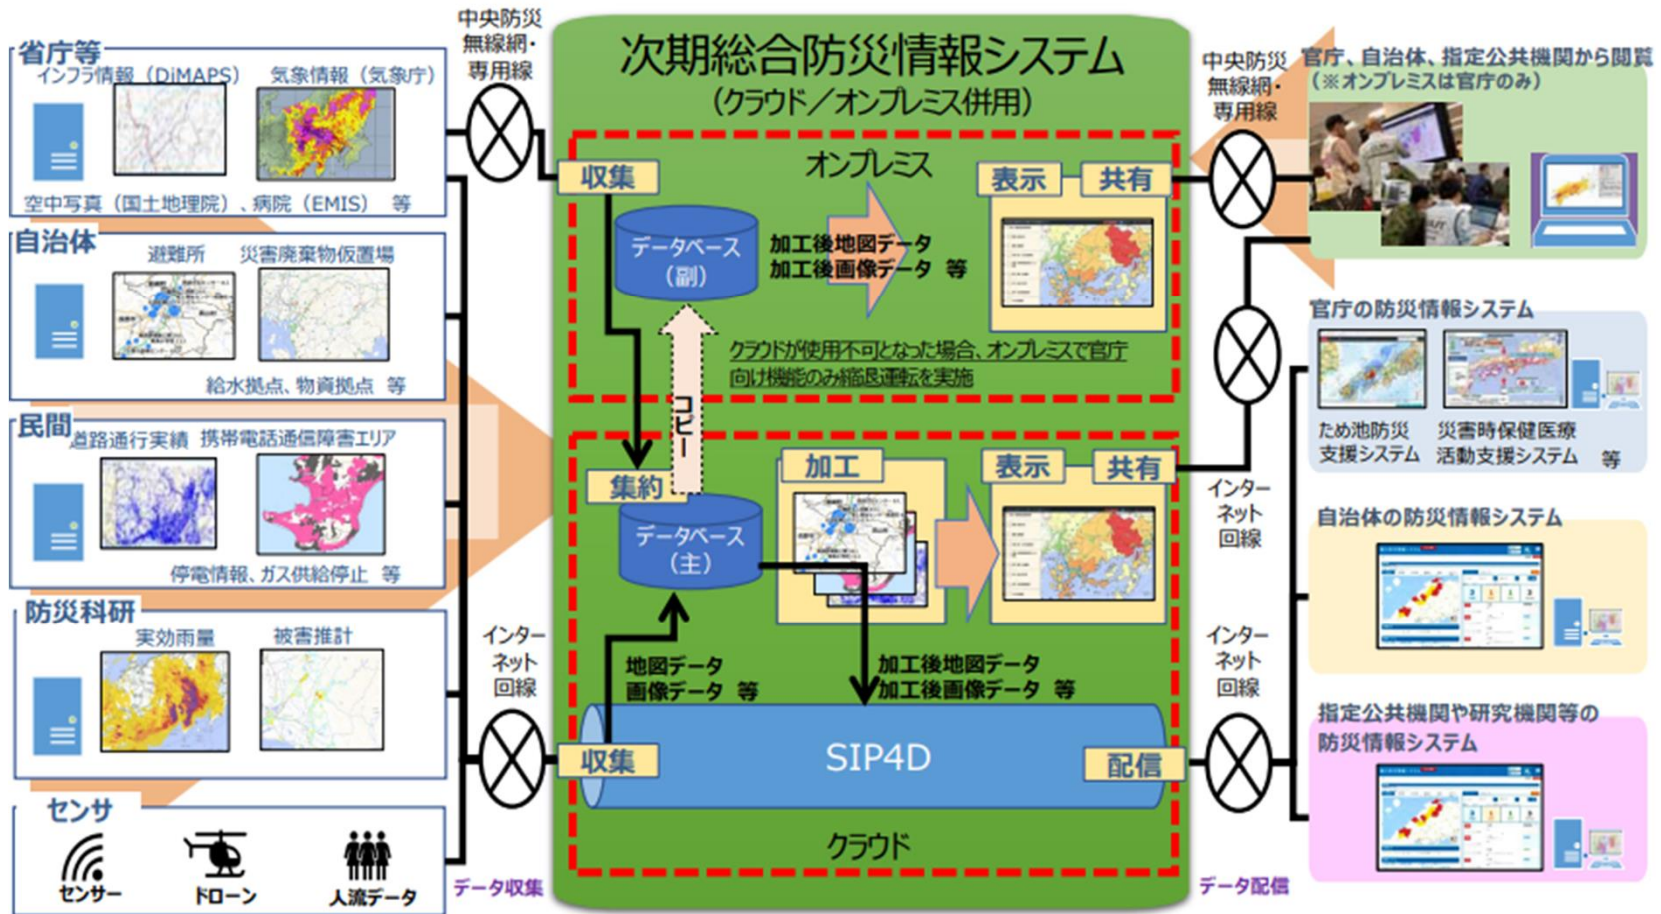 省庁等
インフラ情報（DiMAPS）
気象情報（気象庁）
空中写真（国土地理院）、病院（EMIS） 等
自治体
避難所
災害廃棄物仮置場
給水拠点、物資拠点 等
民間
道路通行実績
携帯電話通信障害エリア
停電情報、ガス供給停止 等
防災科研
実効雨量
被害推計
センサ
センサー
ドローン
人流データ
中央防災
無線網・
専用線
インター
ネット
回線
データ収集
次期総合防災情報システム
（クラウド／オンプレミス併用）
オンプレミス
収集
データベース
（副）
加工後地図データ
加工後画像データ 等
表示
共有
クラウドが使用不可となった場合、オンプレミスで官庁
向け機能のみ縮退運転を実施
コピー
集約
データベース
（主）
加工
表示
共有
地図データ
画像データ 等
加工後地図データ
加工後画像データ 等
収集
SIP4D
配信
クラウド
中央防災
無線網・
専用線
インター
ネット
回線
インター
ネット
回線
データ配信
官庁、自治体、指定公共機関から閲覧
（※オンプレミスは官庁のみ）
官庁の防災情報システム
ため池防災
支援システム
災害時保健医療
活動支援システム 等
自治体の防災情報システム
指定公共機関や研究機関等の
防災情報システム